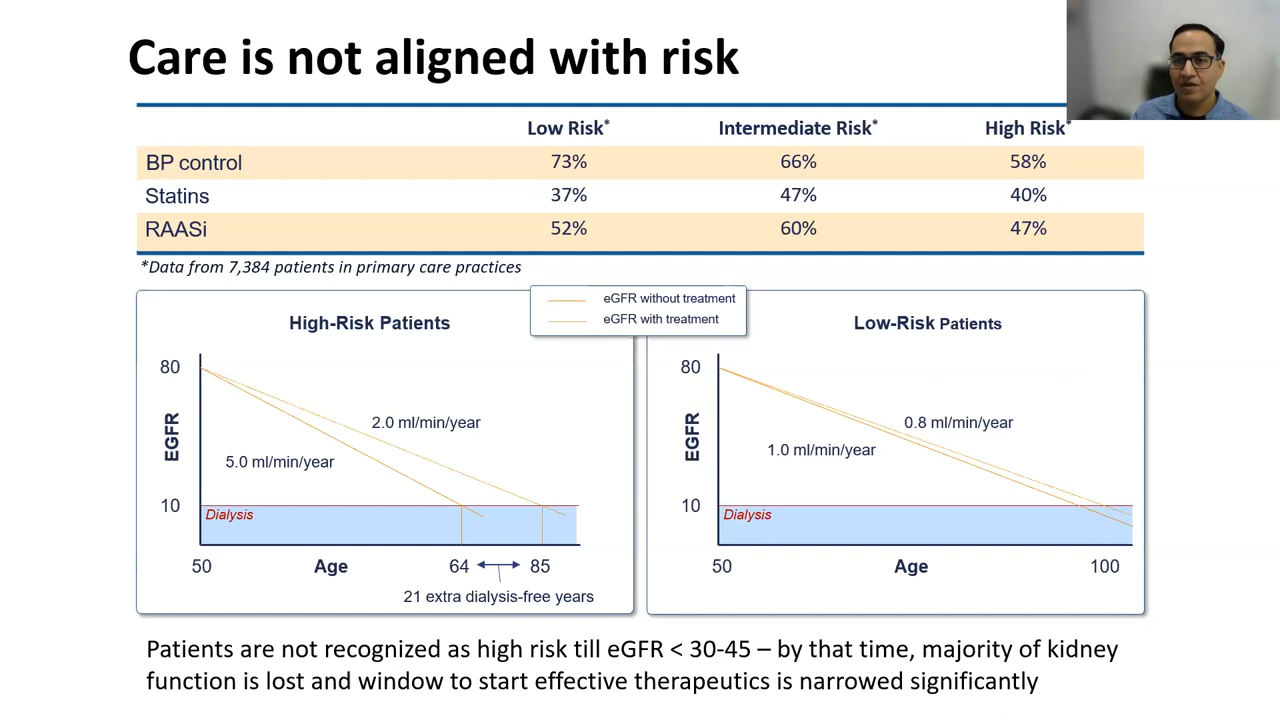 Care is not aligned with risk
Low Risk* Intermediate Risk* High Risk*
BP control 73% 66% 58%
Statins 37% 47% 40%
RAASi 52% 60% 47%
*Data from 7,384 patients in primary care practices
eGFR without treatment
eGFR with treatment
High-Risk Patients
80
EGFR
2.0 ml/min/year
5.0 ml/min/year
10
Dialysis
50 Age 64 85
21 extra dialysis-free years
Low-Risk Patients
80
EGFR
0.8 ml/min/year
1.0 ml/min/year
10
Dialysis
50 Age 100
Patients are not recognized as high risk till eGFR < 30-45 – by that time, majority of kidney
function is lost and window to start effective therapeutics is narrowed significantly